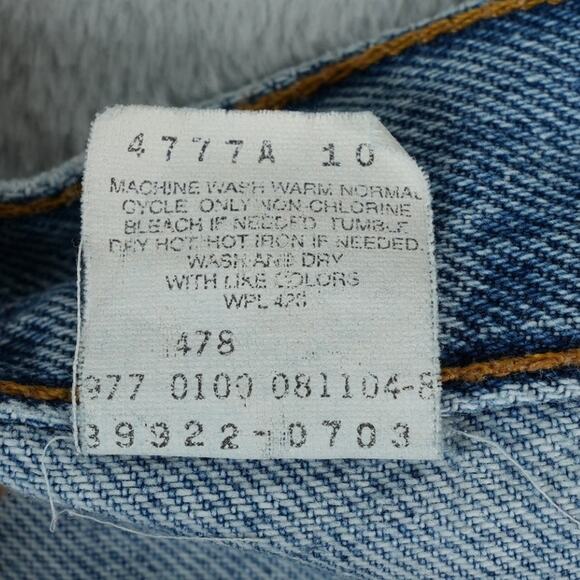 4777A 10
MACHINE WASH WARM NORMAL
CYCLE ONLY NON-CHLORINE
BLEACH IF NEEDED TUMBLE
DRY HOT HOT IRON IF NEEDED.
WASH AND DRY
WITH LIKE COLORS
WPL 423
478
977 0100 081104-8
39922-0703